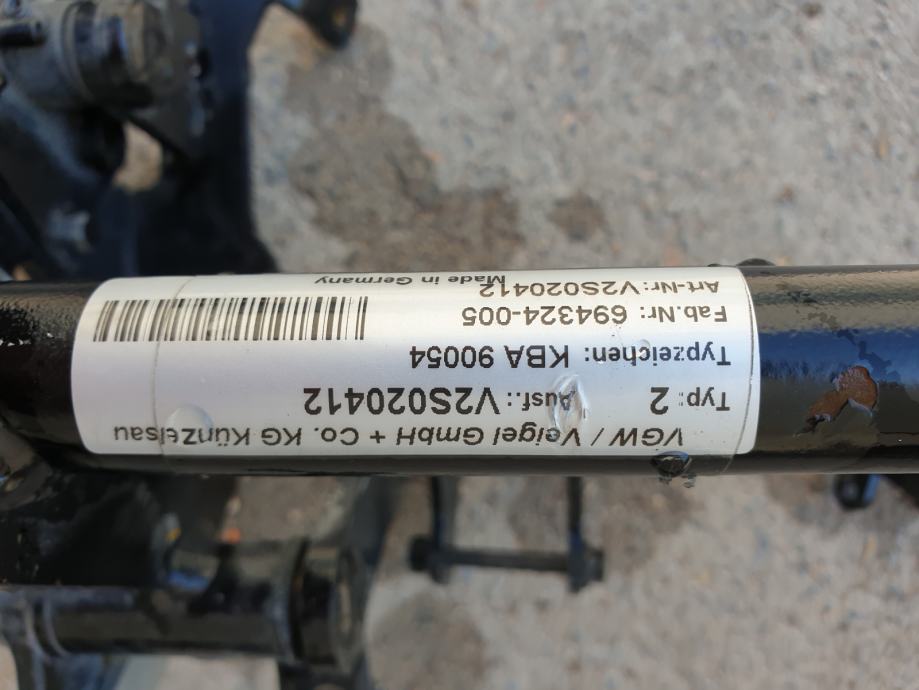 VGW / Veigel GmbH + Co. KG Künzelsau
Typ: 2 Ausf.: V2S020412
Typzeichen: KBA 90054
Fab.Nr: 694324-005
Art-Nr: V2S020412
Made in Germany